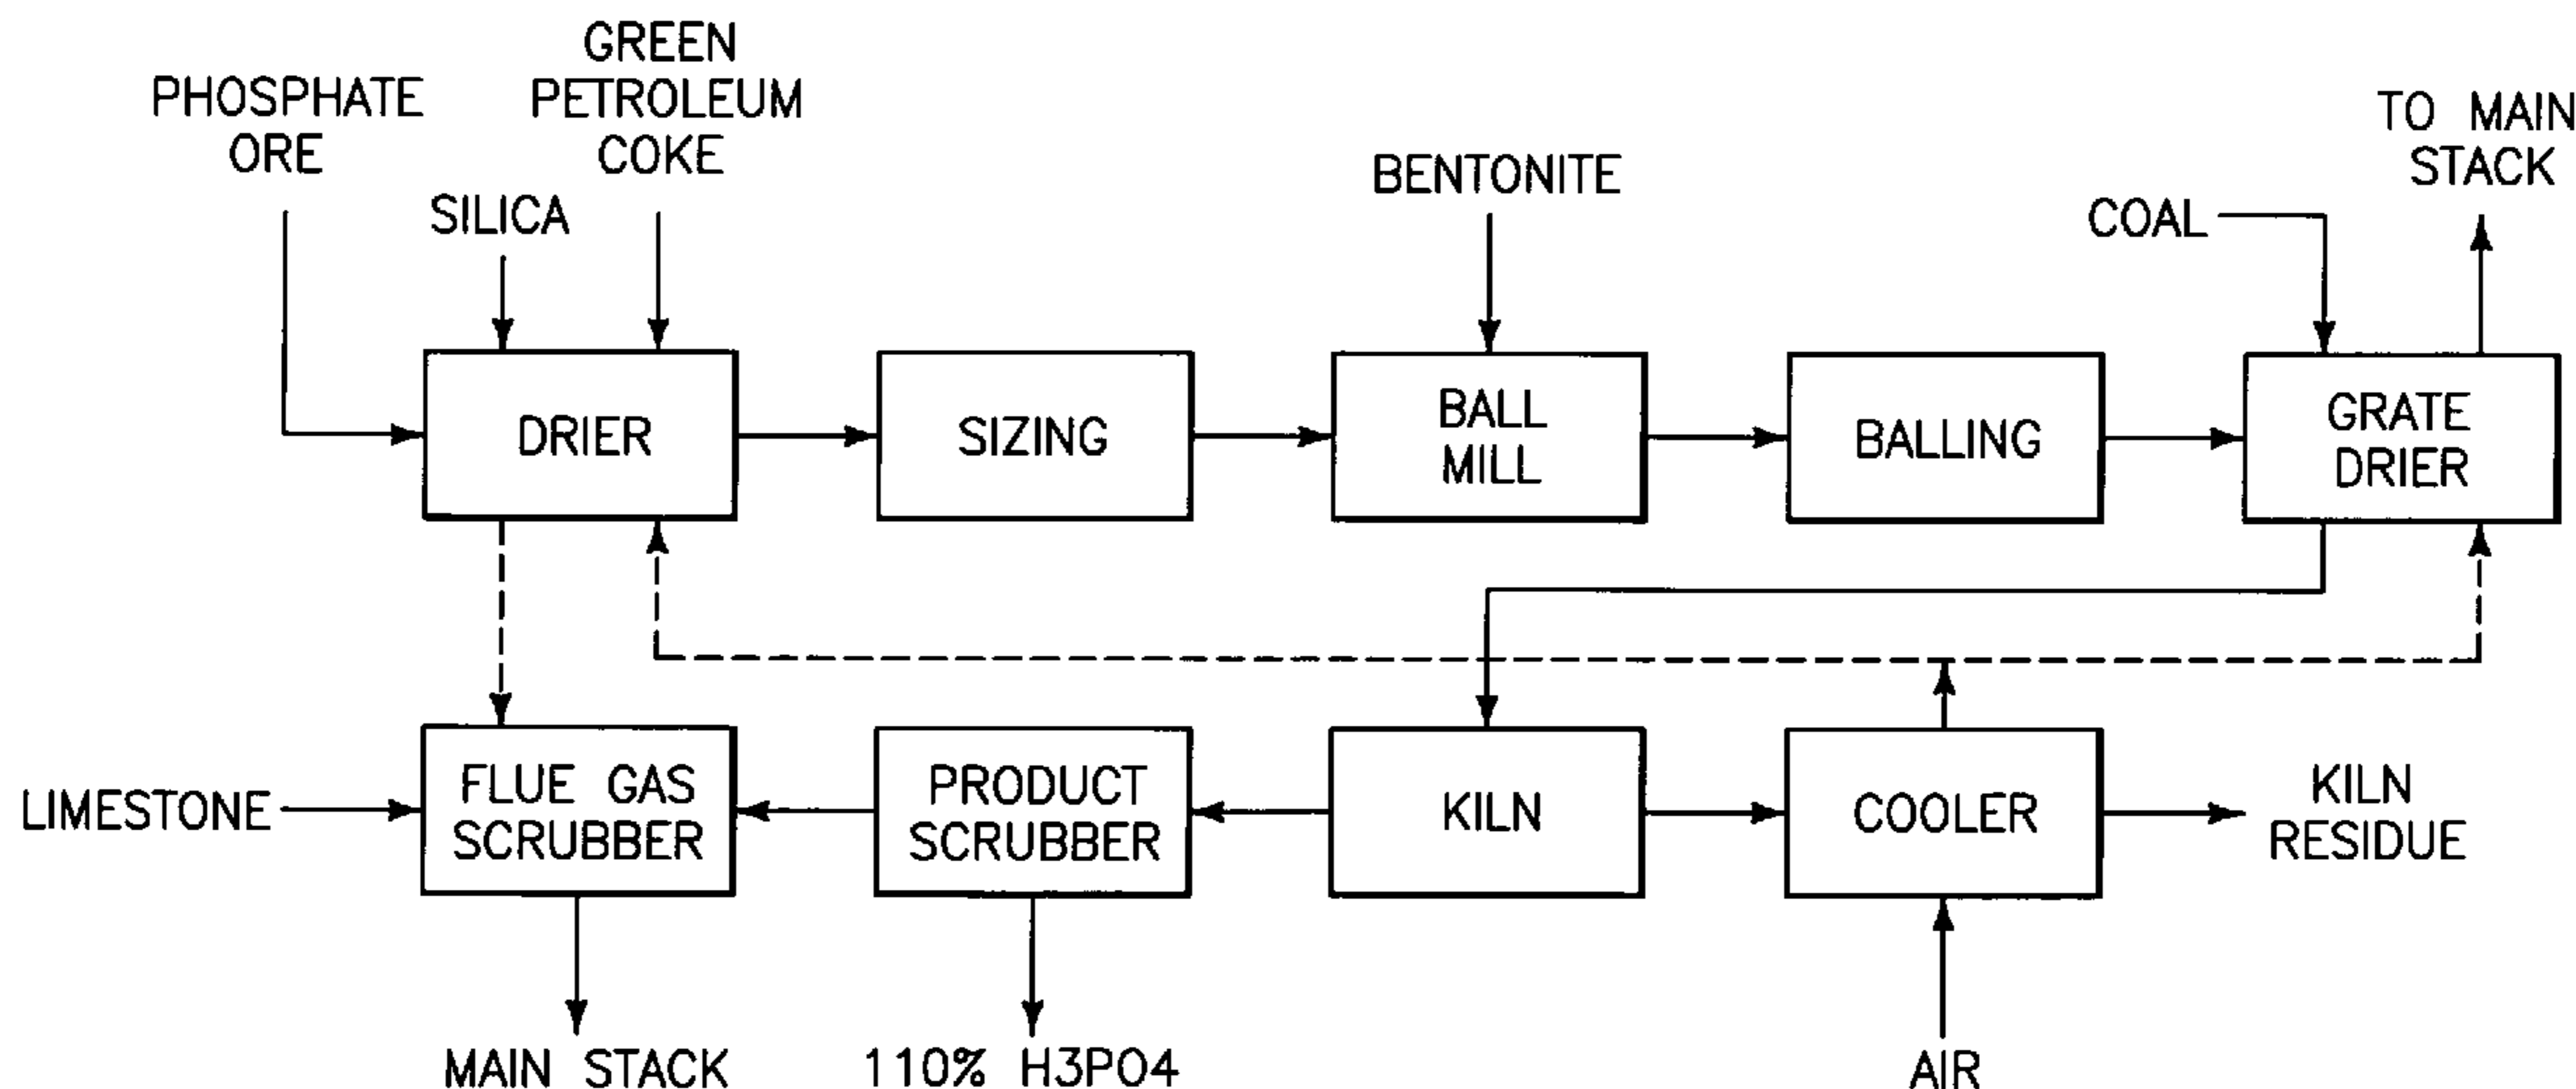 GREEN
PETROLEUM
COKE
PHOSPHATE
ORE
SILICA
BENTONITE
COAL
TO MAIN
STACK
DRIER
SIZING
BALL
MILL
BALLING
GRATE
DRIER
LIMESTONE
FLUE GAS
SCRUBBER
PRODUCT
SCRUBBER
KILN
COOLER
KILN
RESIDUE
MAIN STACK
110% H3PO4
AIR